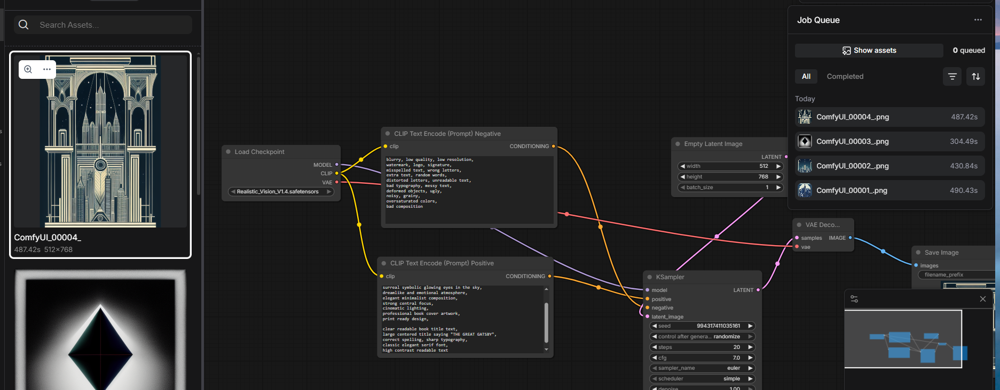 Search Assets...
ComfyUI_00004_
487.42s 512×768
Load Checkpoint
MODEL
CLIP
VAE
Realistic_Vision_V1.4.safetensors
CLIP Text Encode (Prompt) Negative
clip
CONDITIONING
blurry, low quality, low resolution,
watermark, logo, signature,
misspelled text, wrong letters,
extra text, random words,
distorted letters, unreadable text,
bad typography, messy text,
deformed objects, ugly,
noisy, grainy,
oversaturated colors,
bad composition
CLIP Text Encode (Prompt) Positive
clip
CONDITIONING
surreal symbolic glowing eyes in the sky,
dreamlike and emotional atmosphere,
elegant minimalist composition,
strong central focus,
cinematic lighting,
professional book cover artwork,
print ready design,
clear readable book title text,
large centered title saying "THE GREAT GATSBY",
correct spelling, sharp typography,
classic elegant serif font,
high contrast readable text
Empty Latent Image
LATENT
width 512
height 768
batch_size 1
KSampler
model
LATENT
positive
negative
latent_image
seed 994317411035161
control after genera... randomize
steps 20
cfg 7.0
sampler_name euler
scheduler simple
denoise 1.00
VAE Deco...
samples IMAGE
vae
Save Image
images
filename_prefix
Job Queue
Show assets
0 queued
All
Completed
Today
ComfyUI_00004_.png 487.42s
ComfyUI_00003_.png 304.49s
ComfyUI_00002_.png 430.84s
ComfyUI_00001_.png 490.43s